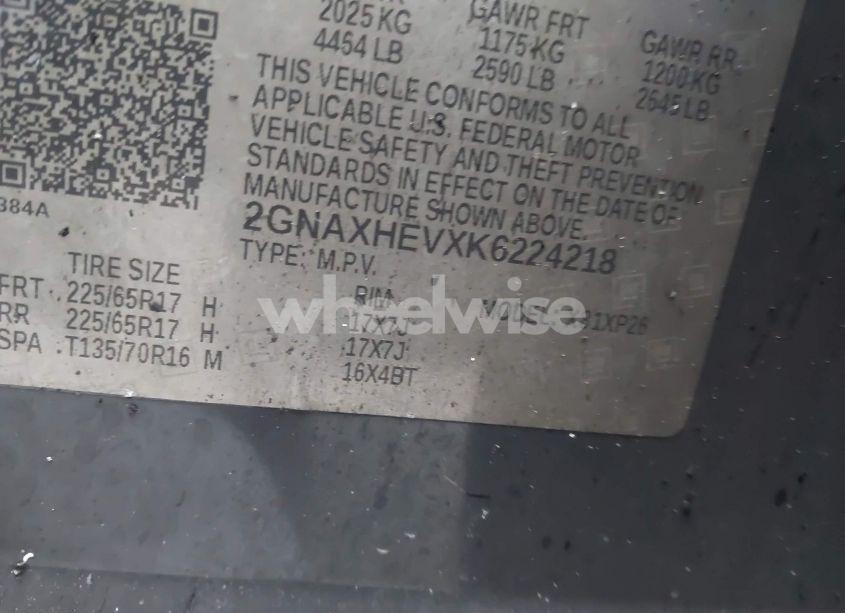 2025 KG
4464 LB
GAWR FRT
1175 KG
2590 LB
GAWR RR
1200 KG
2645 LB
THIS VEHICLE CONFORMS TO ALL
APPLICABLE U.S. FEDERAL MOTOR
VEHICLE SAFETY AND THEFT PREVENTION
STANDARDS IN EFFECT ON THE DATE OF
MANUFACTURE SHOWN ABOVE.
2GNAXHEVXK6224218
TYPE: M.P.V.
384A
TIRE SIZE RIM MODEL:
FRT 225/65R17 H 17X7J
RR 225/65R17 H 17X7J
SPA T135/70R16 M 16X4BT
wheelwise